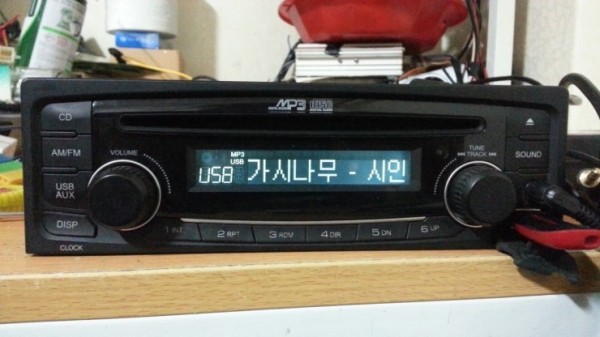 MP3
CD
AM/FM
USB
AUX
DISP
CLOCK
VOLUME
MP3
USB
USB 가시나무 - 시인
TUNE
TRACK
SOUND
1 INT
2 RPT
3 RDM
4 DIR
5 DN
6 UP